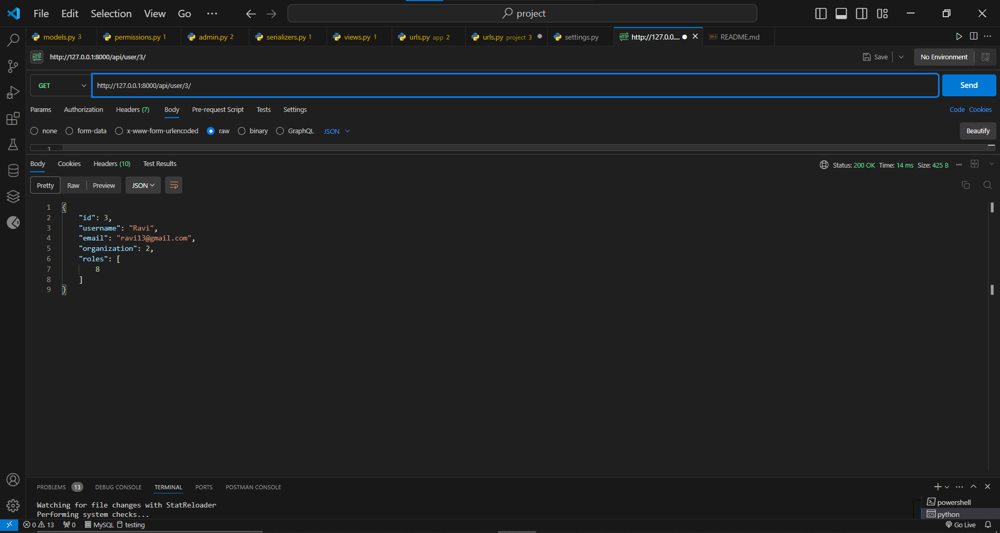 File Edit Selection View Go ... project
models.py 3 permissions.py 1 admin.py 2 serializers.py 1 views.py 1 urls.py app 2 urls.py project 3 settings.py HTTP http://127.0.0.... README.md
HTTP http://127.0.0.1:8000/api/user/3/ Save No Environment
GET http://127.0.0.1:8000/api/user/3/ Send
Params Authorization Headers (7) Body Pre-request Script Tests Settings Code Cookies
none form-data x-www-form-urlencoded raw binary GraphQL JSON Beautify
1
Body Cookies Headers (10) Test Results Status: 200 OK Time: 14 ms Size: 425 B
Pretty Raw Preview JSON
1 {
2 "id": 3,
3 "username": "Ravi",
4 "email": "ravi13@gmail.com",
5 "organization": 2,
6 "roles": [
7 8
8 ]
9 }
PROBLEMS 13 DEBUG CONSOLE TERMINAL PORTS POSTMAN CONSOLE
Watching for file changes with StatReloader
Performing system checks...
powershell
python
0 13 0 MySQL testing Go Live